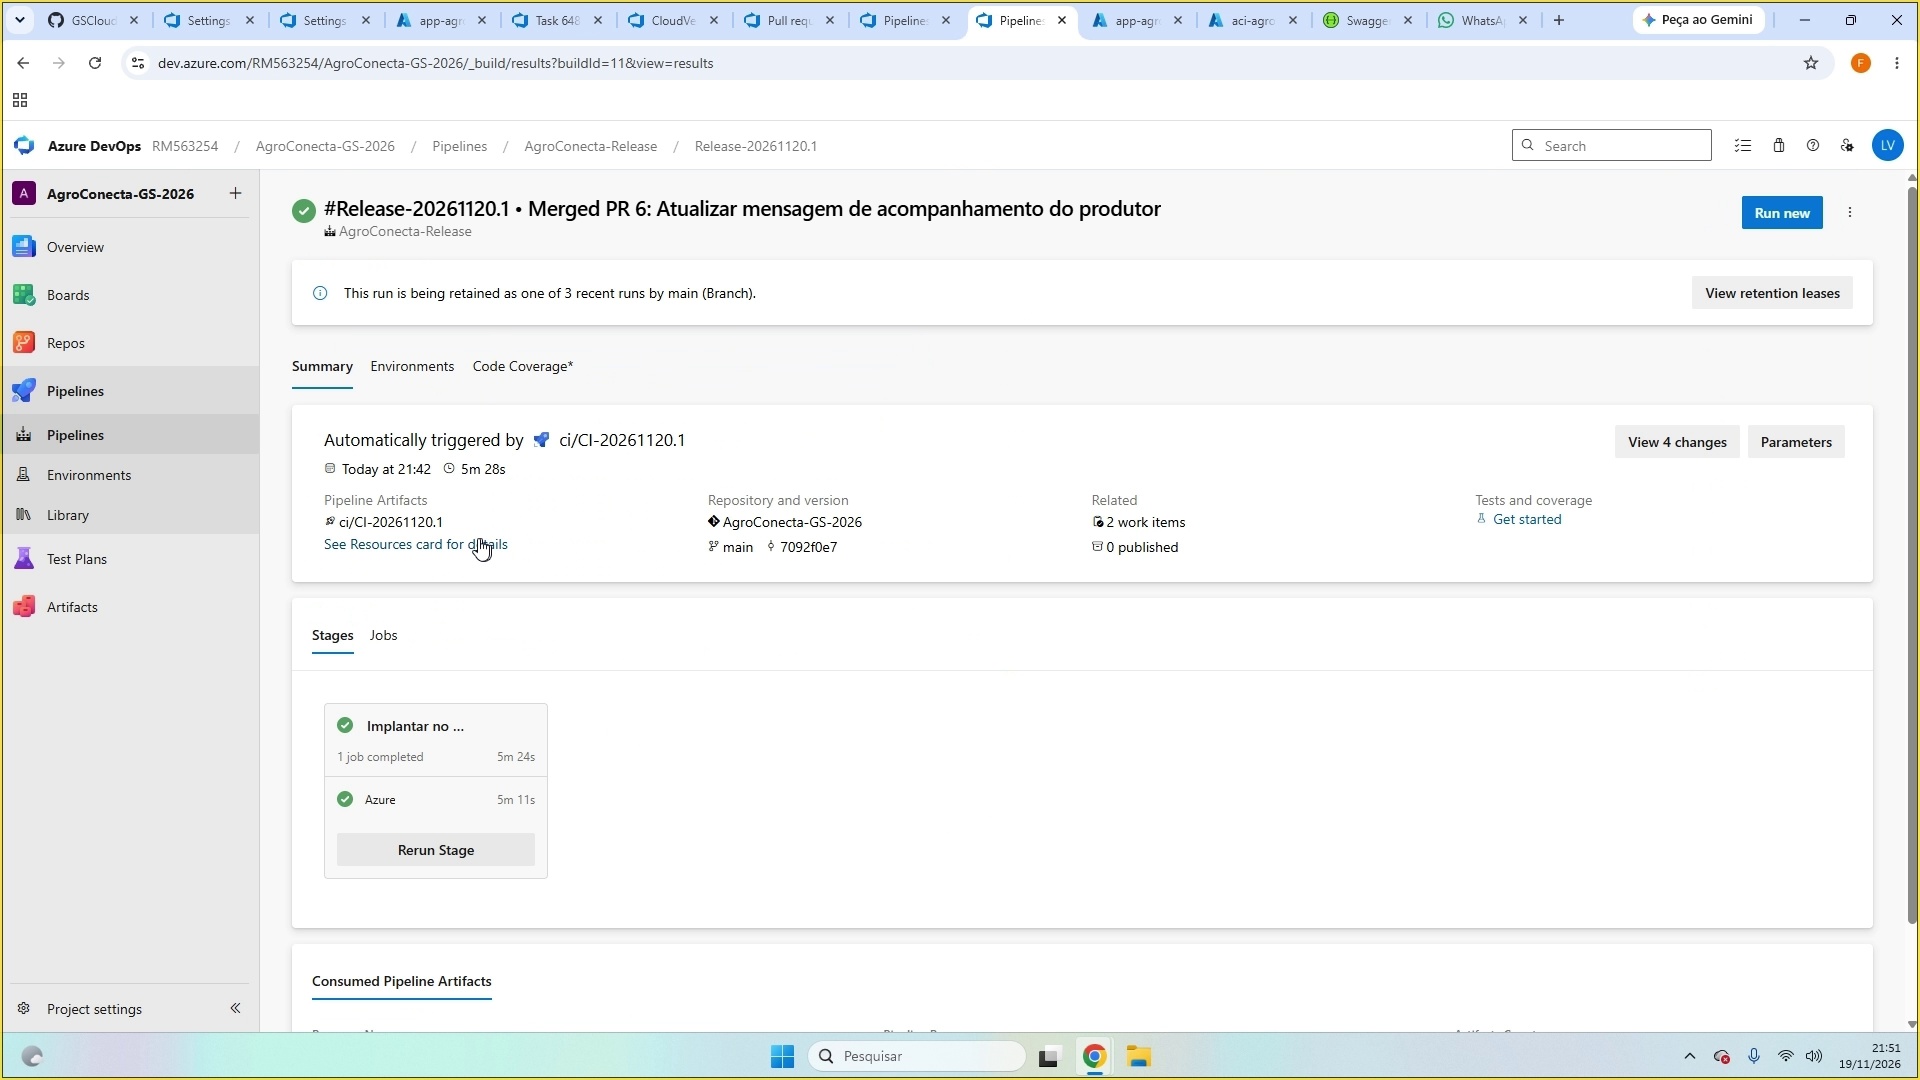 GSCloud
Settings
Settings
app-agr
Task 648
CloudVe
Pull requ
Pipeline
Pipeline
app-agr
aci-agro
Swagge
WhatsA
Peça ao Gemini
dev.azure.com/RM563254/AgroConecta-GS-2026/_build/results?buildId=11&view=results
F
Azure DevOps RM563254 / AgroConecta-GS-2026 / Pipelines / AgroConecta-Release / Release-20261120.1
Search
LV
A AgroConecta-GS-2026
Overview
Boards
Repos
Pipelines
Pipelines
Environments
Library
Test Plans
Artifacts
Project settings
#Release-20261120.1 • Merged PR 6: Atualizar mensagem de acompanhamento do produtor
AgroConecta-Release
Run new
This run is being retained as one of 3 recent runs by main (Branch).
View retention leases
Summary Environments Code Coverage*
Automatically triggered by ci/CI-20261120.1
View 4 changes Parameters
Today at 21:42 5m 28s
Pipeline Artifacts
ci/CI-20261120.1
See Resources card for details
Repository and version
AgroConecta-GS-2026
main 7092f0e7
Related
2 work items
0 published
Tests and coverage
Get started
Stages Jobs
Implantar no ...
1 job completed 5m 24s
Azure 5m 11s
Rerun Stage
Consumed Pipeline Artifacts
Pesquisar
21:51
19/11/2026